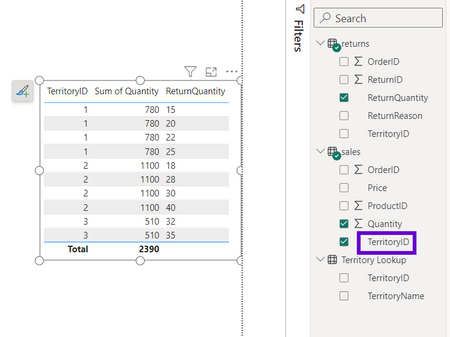 Filters
Search
returns
OrderID
ReturnID
ReturnQuantity
ReturnReason
TerritoryID
sales
OrderID
Price
ProductID
Quantity
TerritoryID
Territory Lookup
TerritoryID
TerritoryName
TerritoryID Sum of Quantity ReturnQuantity
1 780 15
1 780 20
1 780 22
1 780 25
2 1100 18
2 1100 28
2 1100 30
2 1100 40
3 510 32
3 510 35
Total 2390